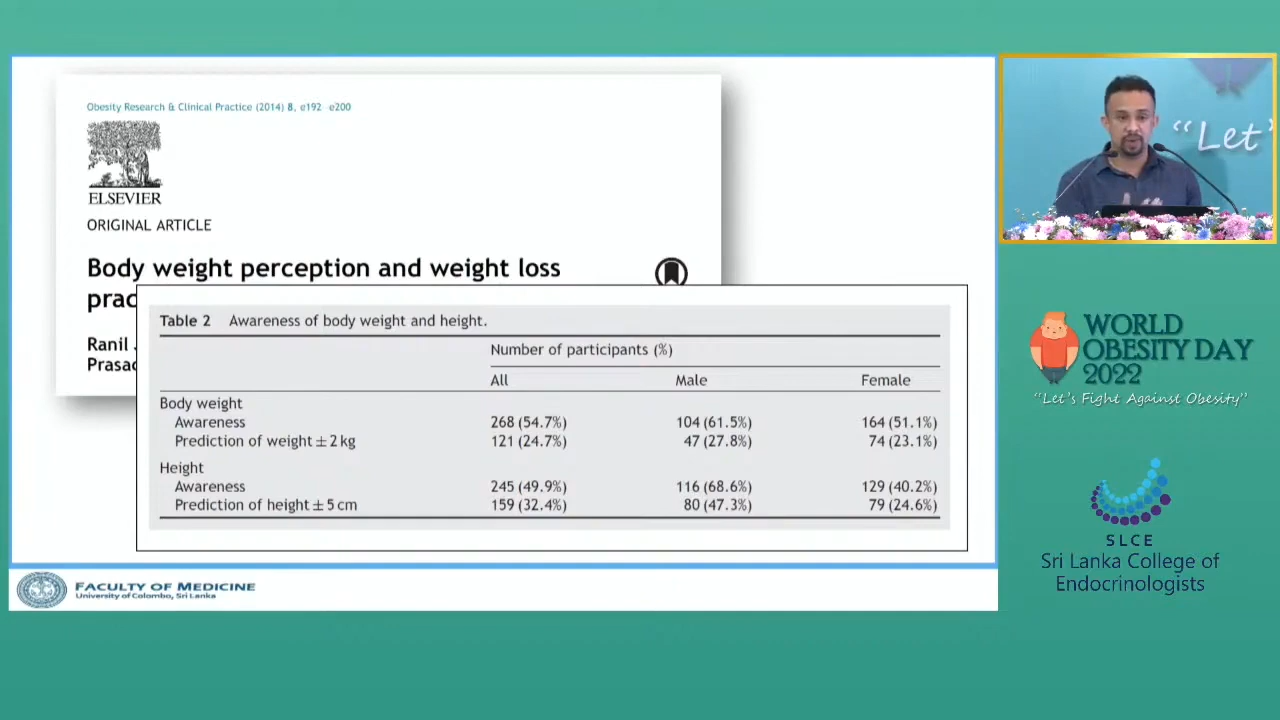 Obesity Research & Clinical Practice (2014) 8, e192 e200
ELSEVIER
ORIGINAL ARTICLE
Body weight perception and weight loss
prac
Ranil J
Prasad
Table 2 Awareness of body weight and height.
Number of participants (%)
All Male Female
Body weight
Awareness 268 (54.7%) 104 (61.5%) 164 (51.1%)
Prediction of weight ± 2 kg 121 (24.7%) 47 (27.8%) 74 (23.1%)
Height
Awareness 245 (49.9%) 116 (68.6%) 129 (40.2%)
Prediction of height ± 5 cm 159 (32.4%) 80 (47.3%) 79 (24.6%)
FACULTY OF MEDICINE
University of Colombo, Sri Lanka
"Let'
WORLD
OBESITY DAY
2022
"Let's Fight Against Obesity"
SLCE
Sri Lanka College of
Endocrinologists